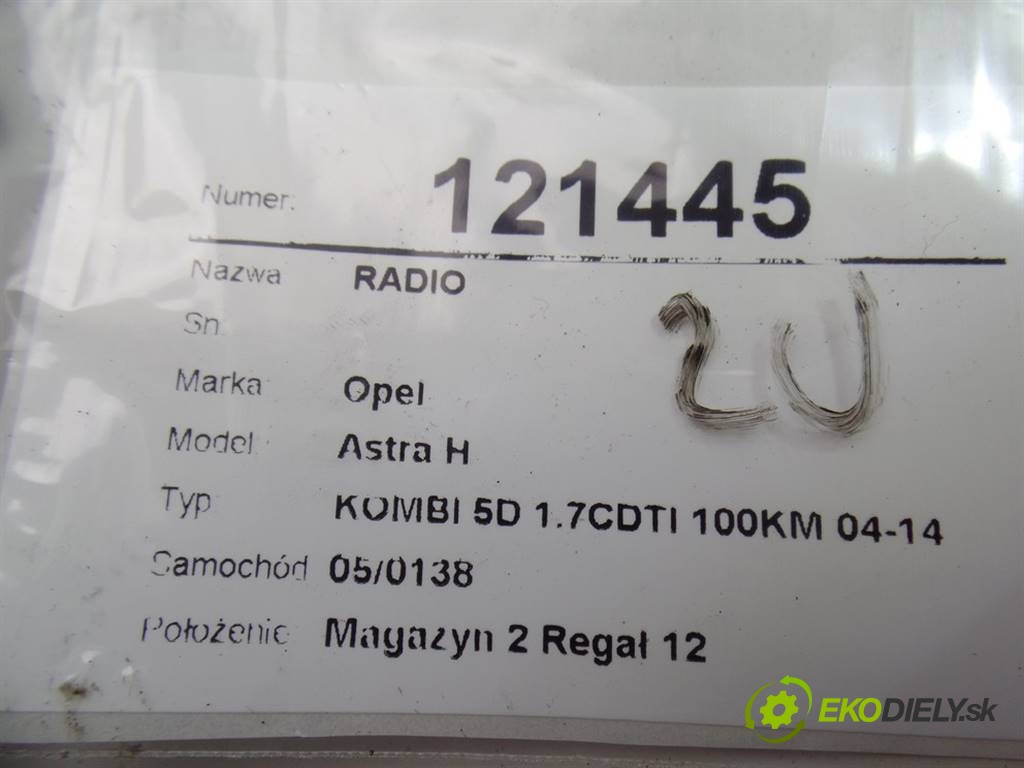 Numer: 121445
Nazwa RADIO
Sn
Marka Opel
Model Astra H
Typ KOMBI 5D 1.7CDTI 100KM 04-14
Samochód 05/0138
Położenie Magazyn 2 Regał 12
2U
EKODIELY.sk